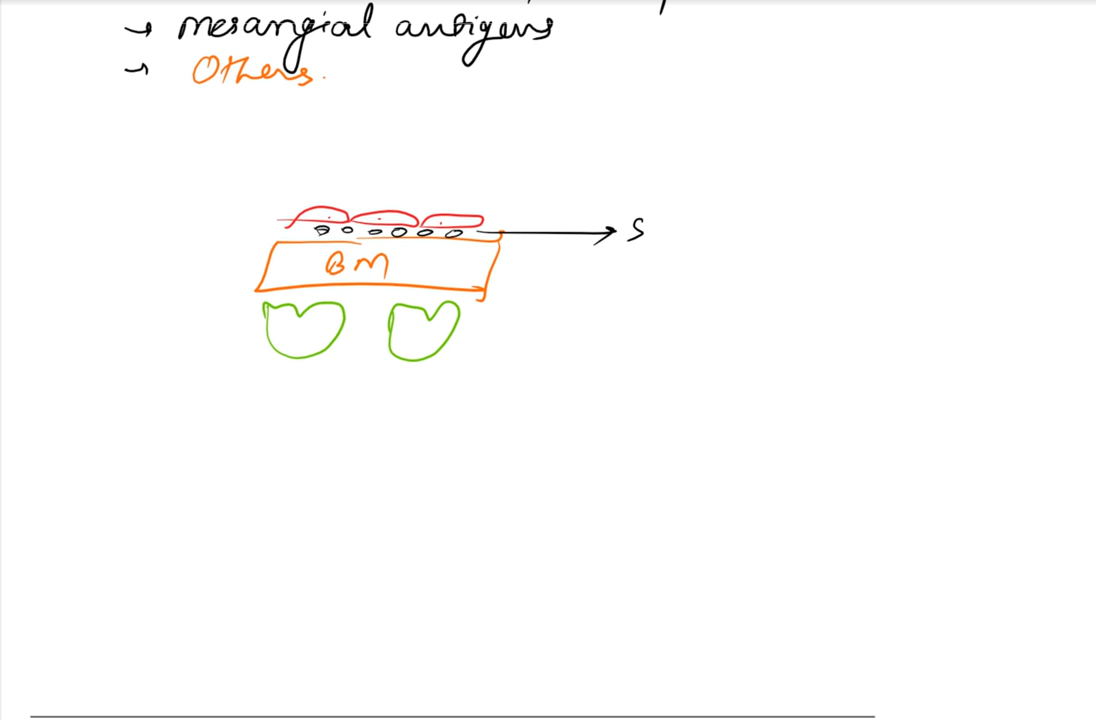 → mesangial antigens
→ Others.
S
BM